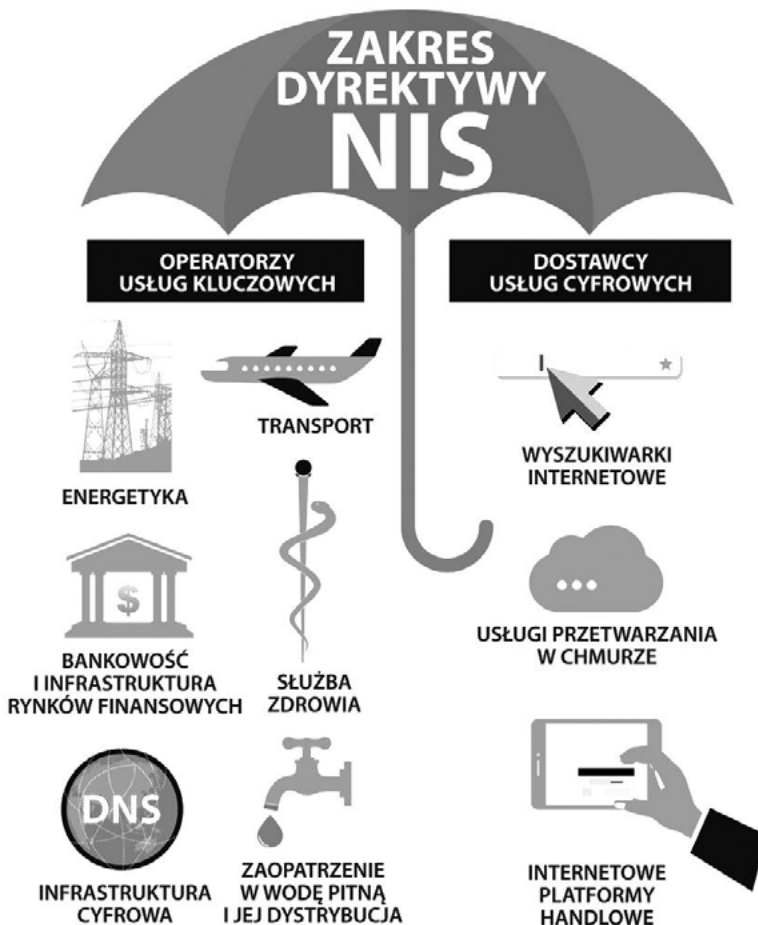 ZAKRES
DYREKTYWY
NIS
OPERATORZY
USŁUG KLUCZOWYCH
ENERGETYKA
TRANSPORT
$
BANKOWOŚĆ
I INFRASTRUKTURA
RYNKÓW FINANSOWYCH
SŁUŻBA
ZDROWIA
DNS
INFRASTRUKTURA
CYFROWA
ZAOPATRZENIE
W WODĘ PITNĄ
I JEJ DYSTRYBUCJA
DOSTAWCY
USŁUG CYFROWYCH
WYSZUKIWARKI
INTERNETOWE
USŁUGI PRZETWARZANIA
W CHMURZE
INTERNETOWE
PLATFORMY
HANDLOWE